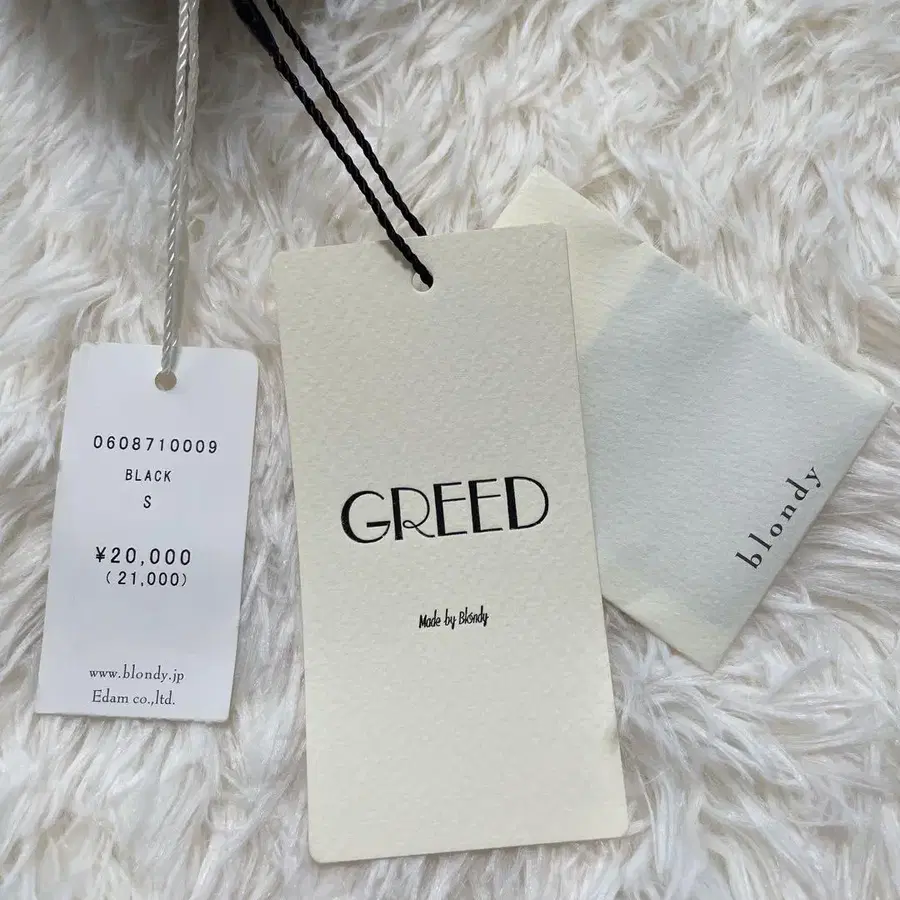 0608710009
BLACK
S
¥20,000
(21,000)
www.blondy.jp
Edam co.,ltd.
GREED
Made by Blondy
blondy